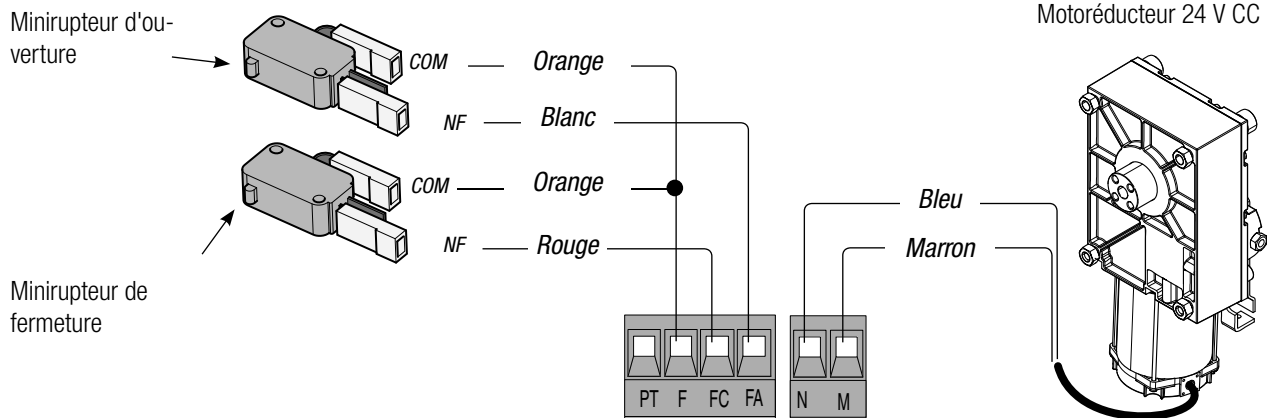 Minirupteur d'ou-
verture
Motoréducteur 24 V CC
COM
Orange
NF
Blanc
COM
Orange
NF
Rouge
Bleu
Marron
Minirupteur de
fermeture
PT F FC FA
N M